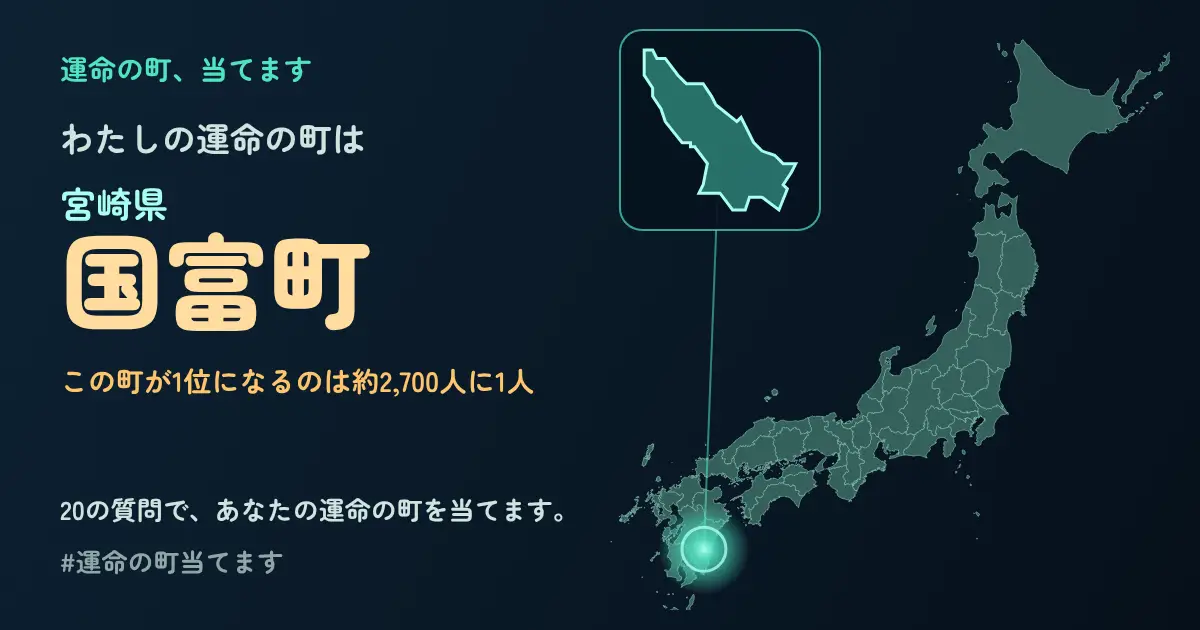 運命の町、当てます
わたしの運命の町は
宮崎県
国富町
この町が1位になるのは約2,700人に1人
20の質問で、あなたの運命の町を当てます。
#運命の町当てます